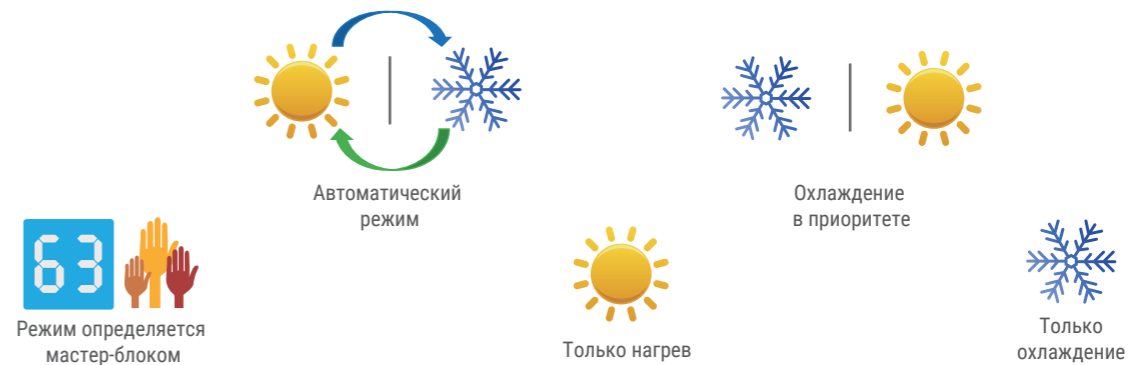 Автоматический
режим
Охлаждение
в приоритете
63
Режим определяется
мастер-блоком
Только нагрев
Только
охлаждение